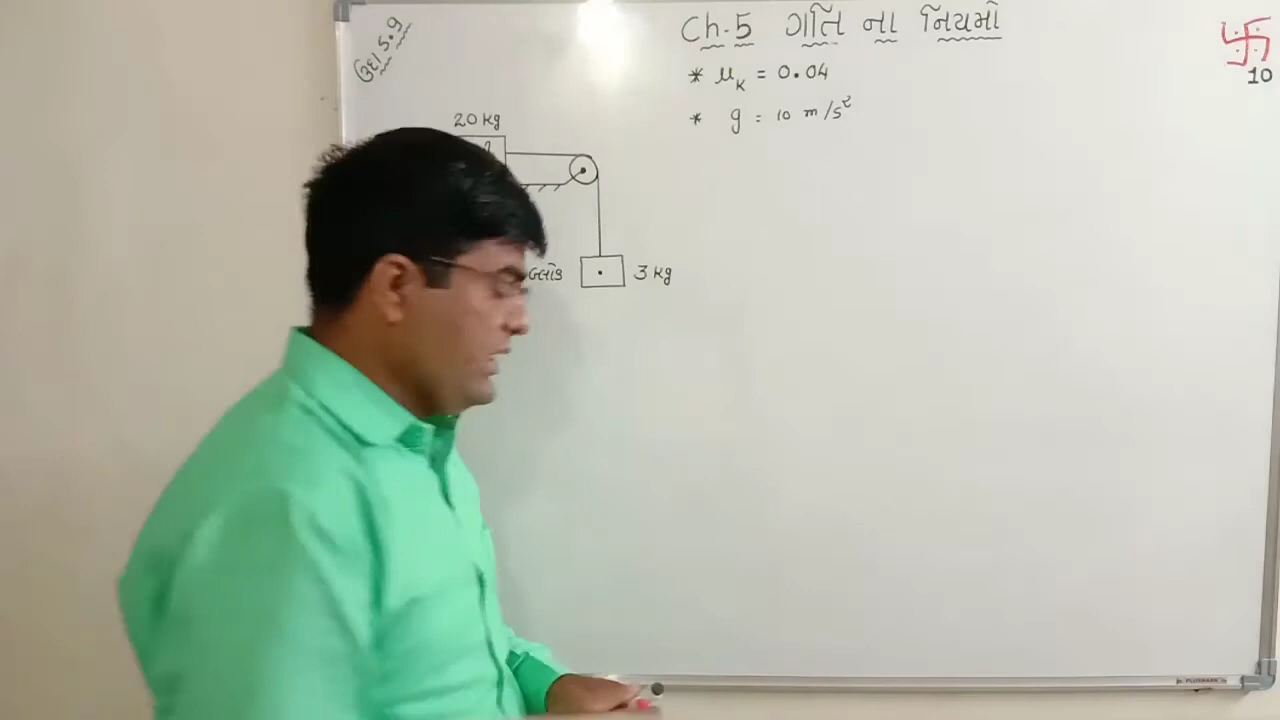 ઉદા 5.9
Ch-5 ગતિ ના નિયમો
* μK = 0.04
* g = 10 m/s²
10
20 kg
બ્લોક
3 kg